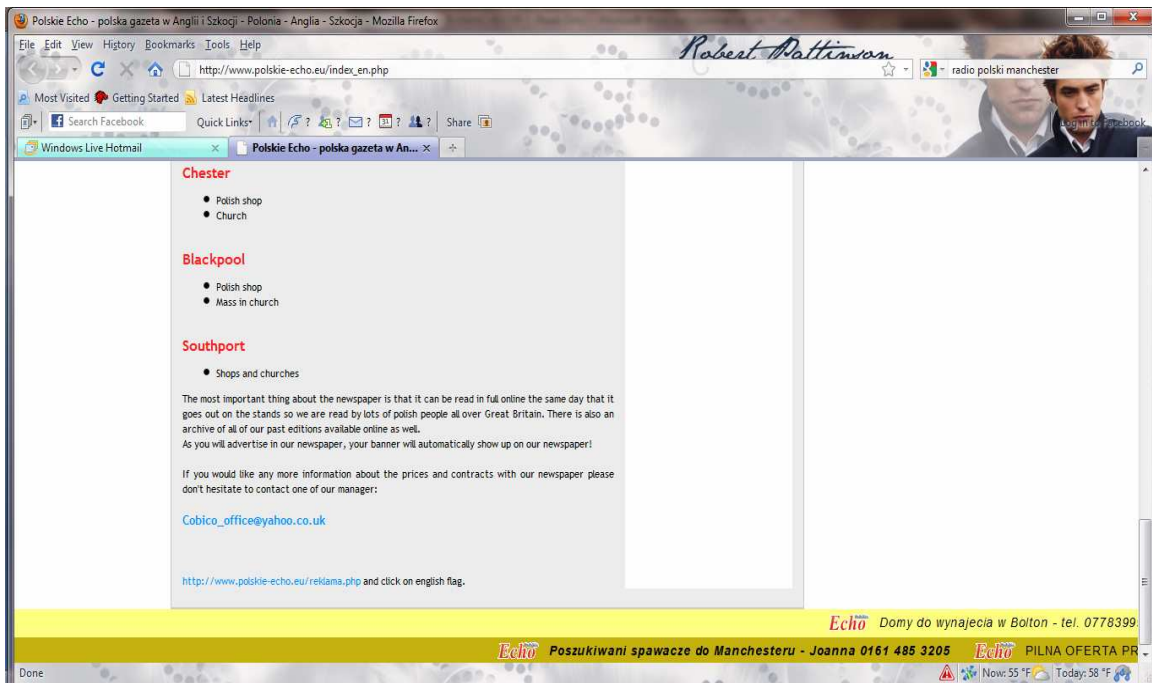 Polskie Echo - polska gazeta w Anglii i Szkocji - Polonia - Anglia - Szkocja - Mozilla Firefox
File Edit View History Bookmarks Tools Help
Robert Pattinson
http://www.polskie-echo.eu/index_en.php
radio polski manchester
Most Visited Getting Started Latest Headlines
Search Facebook Quick Links ? ? ? ? ? Share
Log in to Facebook
Windows Live Hotmail
Polskie Echo - polska gazeta w An...
Chester
• Polish shop
• Church
Blackpool
• Polish shop
• Mass in church
Southport
• Shops and churches
The most important thing about the newspaper is that it can be read in full online the same day that it
goes out on the stands so we are read by lots of polish people all over Great Britain. There is also an
archive of all of our past editions available online as well.
As you will advertise in our newspaper, your banner will automatically show up on our newspaper!
If you would like any more information about the prices and contracts with our newspaper please
don't hesitate to contact one of our manager:
Cobico_office@yahoo.co.uk
http://www.polskie-echo.eu/reklama.php and click on english flag.
Echo Domy do wynajecia w Bolton - tel. 0778399
Echo Poszukiwani spawacze do Manchesteru - Joanna 0161 485 3205 Echo PILNA OFERTA PR
Done
Now: 55 °F Today: 58 °F